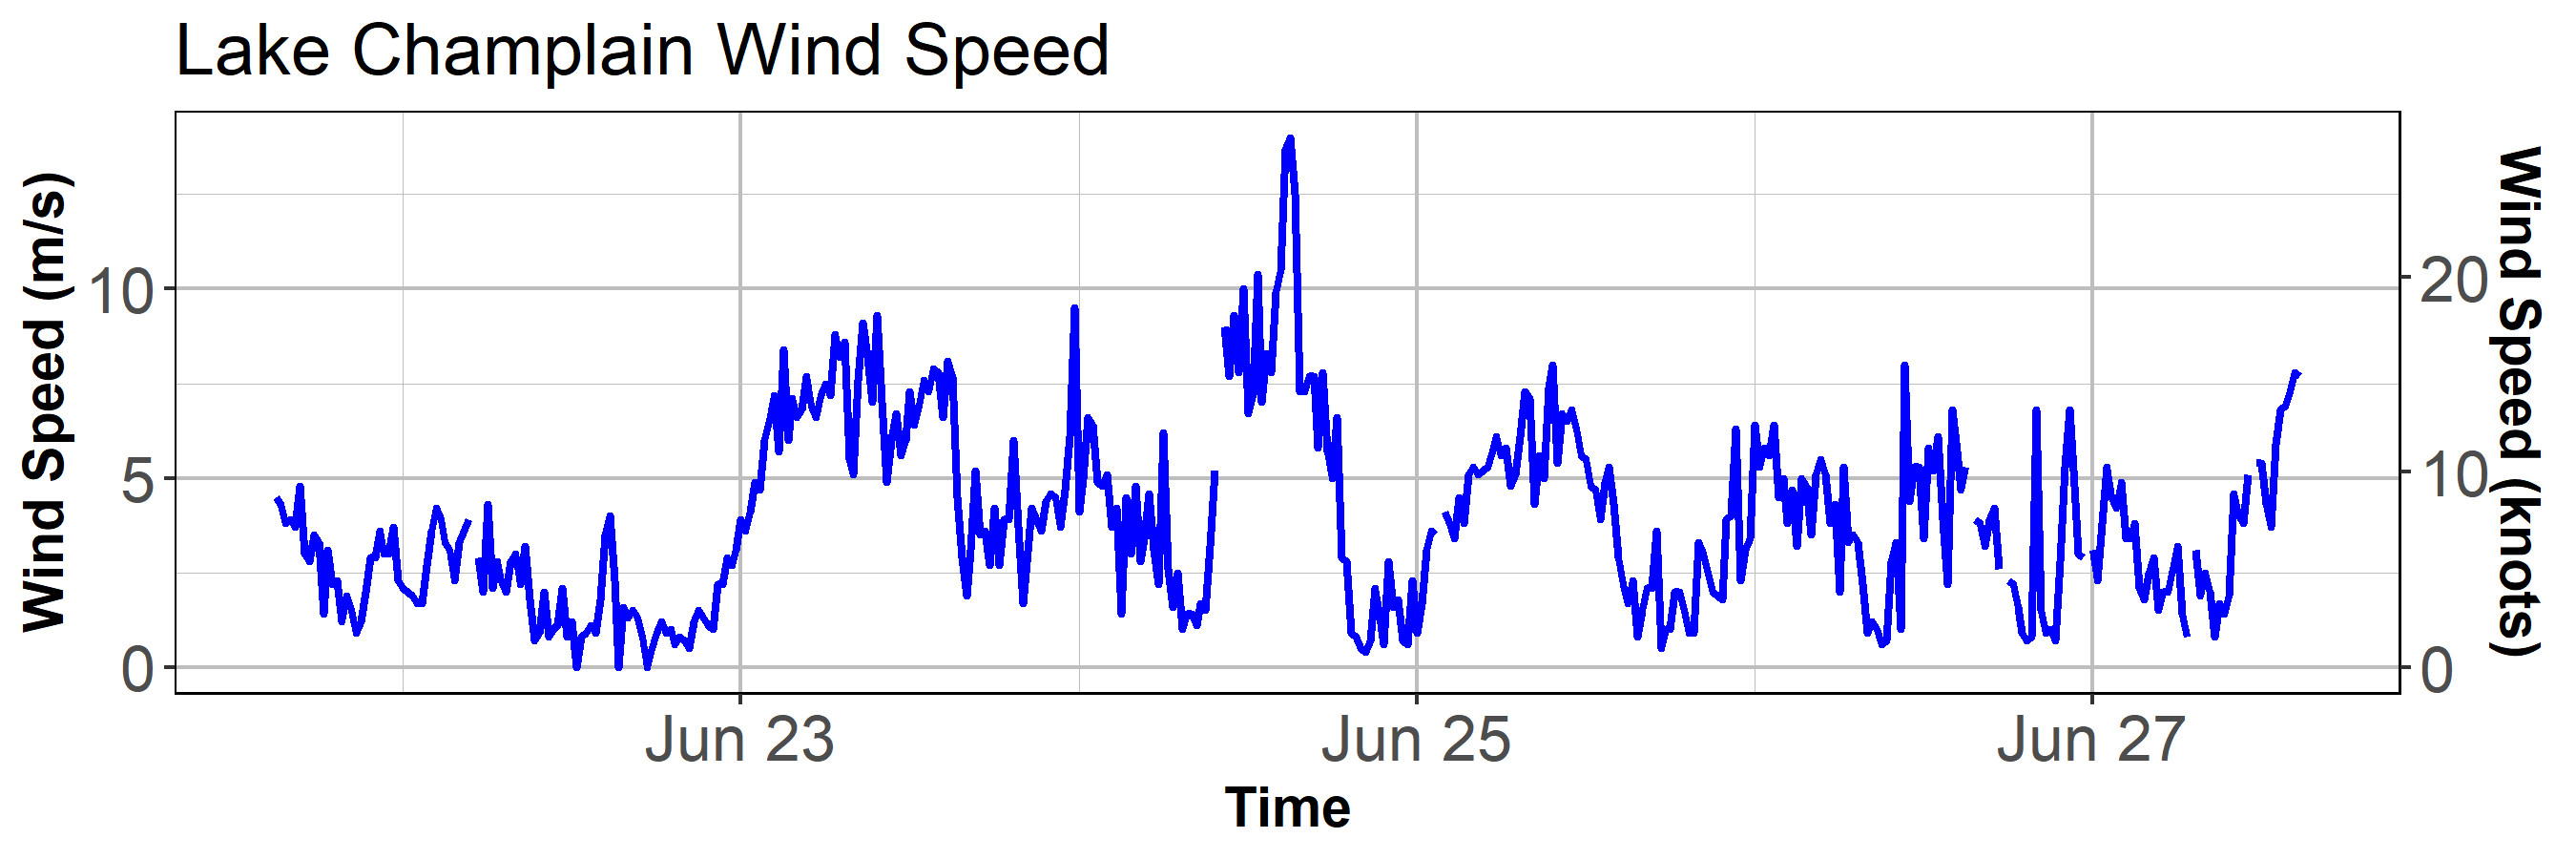 Lake Champlain Wind Speed
Wind Speed (m/s)
10
5
0
20
10
0
Wind Speed (knots)
Jun 23
Jun 25
Jun 27
Time